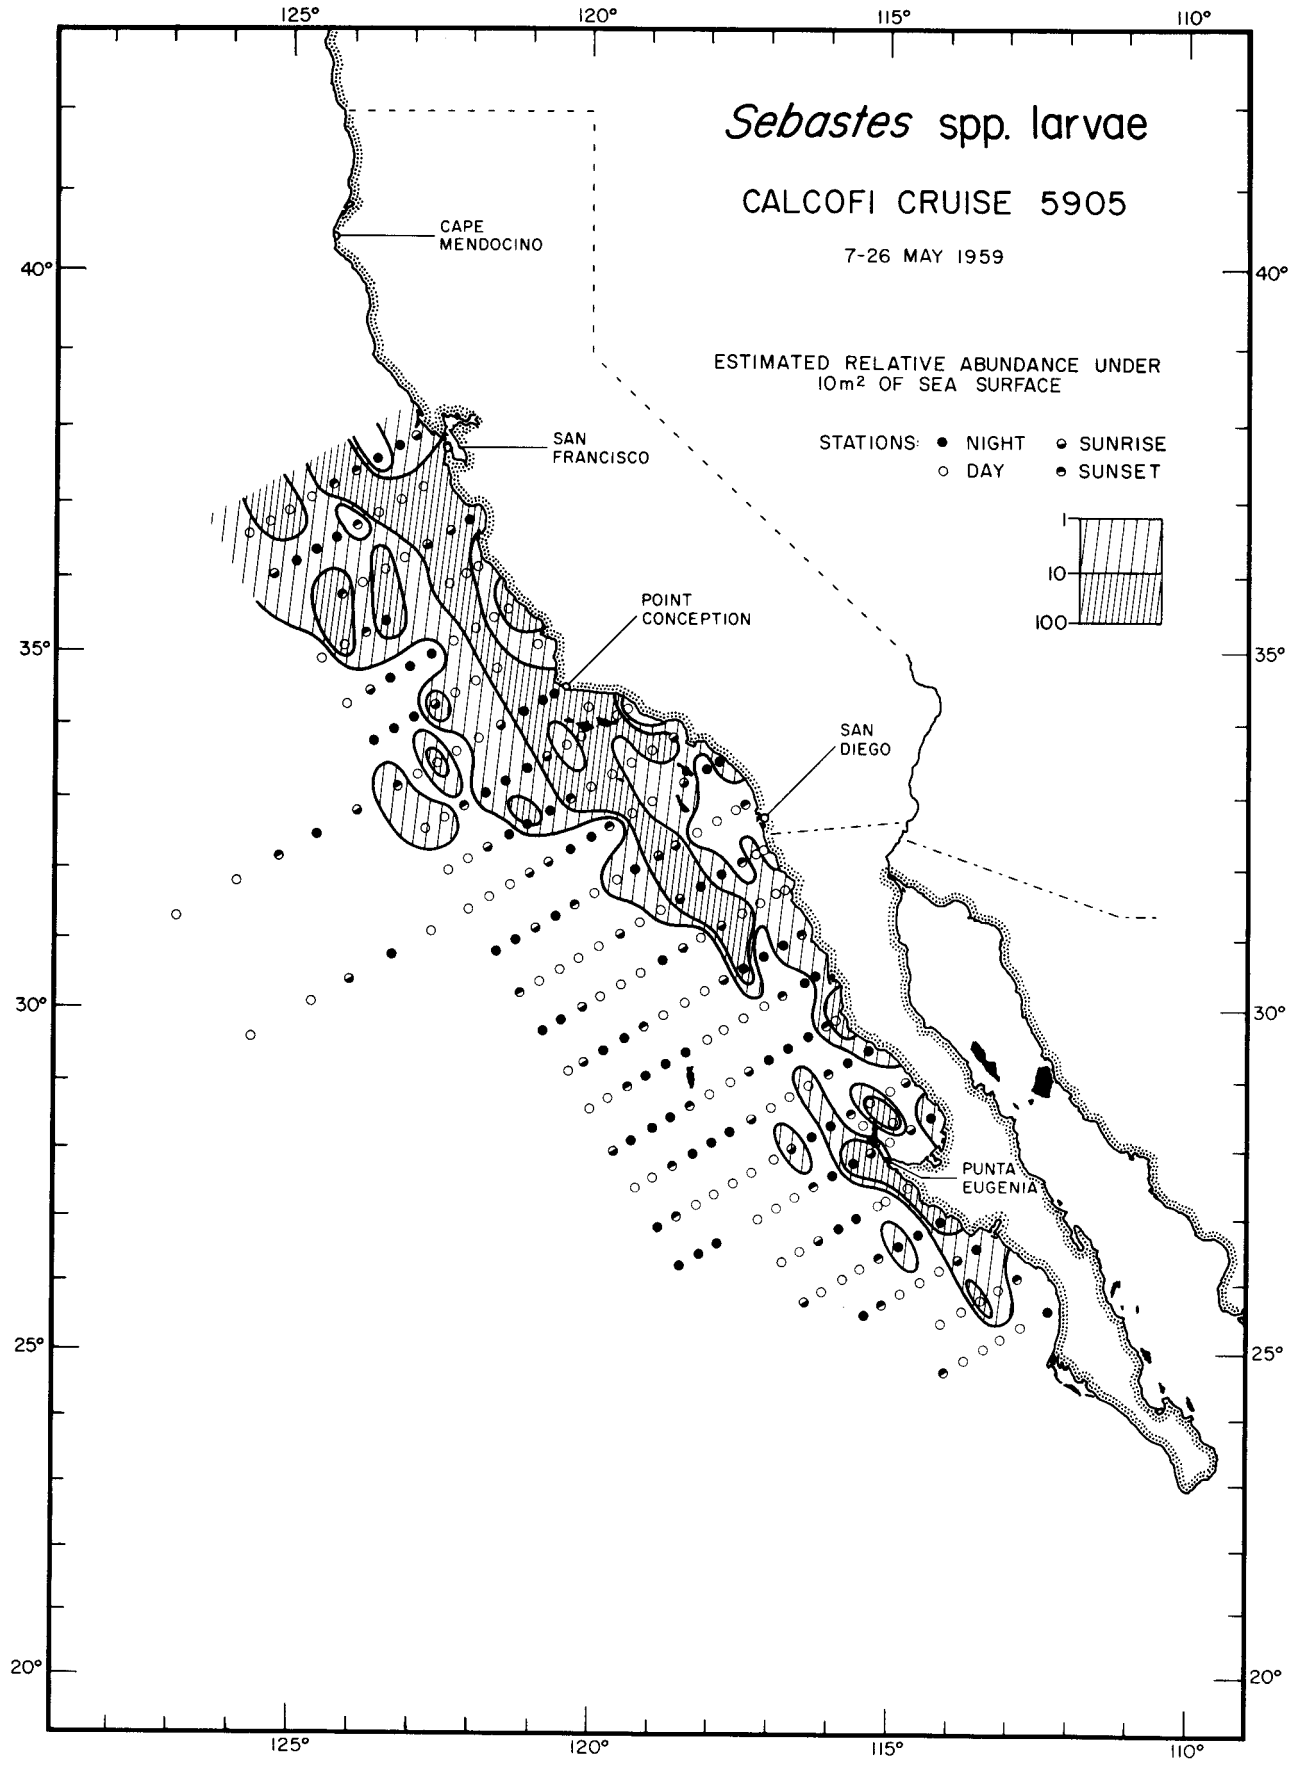 125° 120° 115° 110°
Sebastes spp. larvae
CALCOFI CRUISE 5905
7-26 MAY 1959
CAPE
MENDOCINO
40° 40°
ESTIMATED RELATIVE ABUNDANCE UNDER
10m² OF SEA SURFACE
STATIONS: ● NIGHT ◒ SUNRISE
○ DAY ◓ SUNSET
SAN
FRANCISCO
1
10
100
POINT
CONCEPTION
35° 35°
SAN
DIEGO
30° 30°
PUNTA
EUGENIA
25° 25°
20° 20°
125° 120° 115° 110°